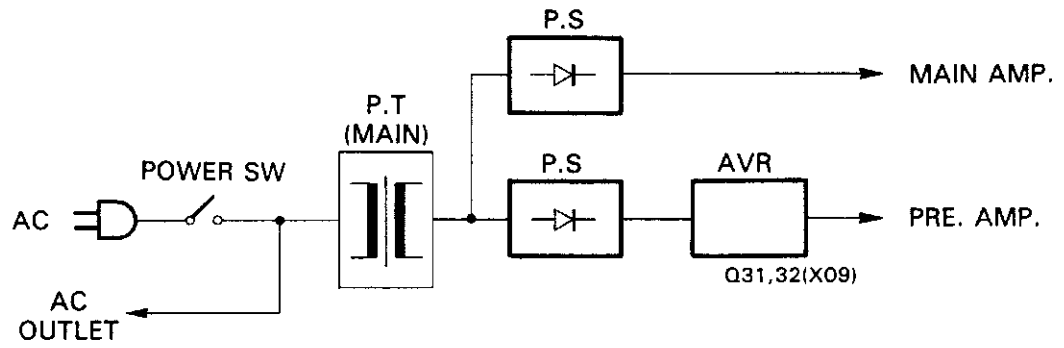 P.S
MAIN AMP.
P.T
(MAIN)
POWER SW
P.S
AVR
AC
PRE. AMP.
Q31,32(X09)
AC
OUTLET